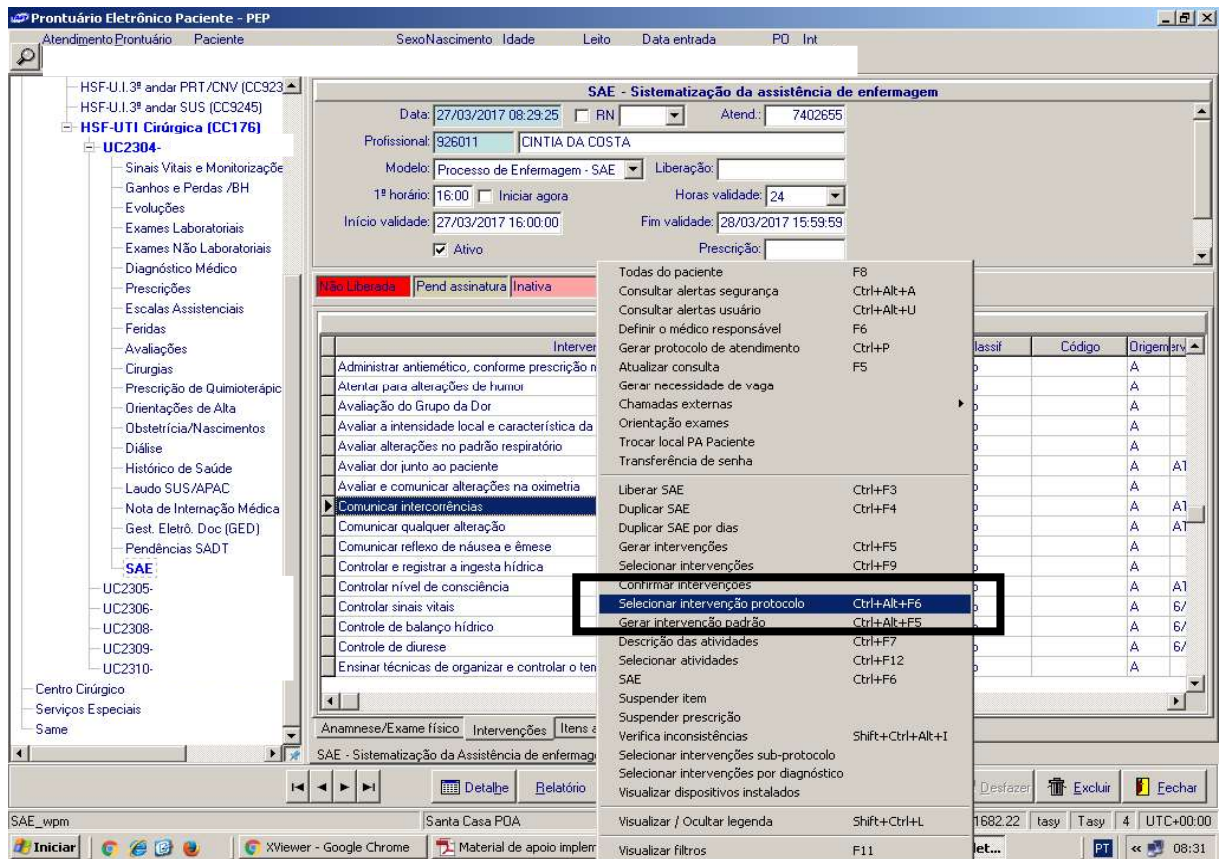 Prontuário Eletrônico Paciente - PEP
Atendimento Prontuário Paciente Sexo Nascimento Idade Leito Data entrada PO Int
HSF-U.I.3º andar PRT/CNV (CC923
HSF-U.I.3º andar SUS (CC9245)
HSF-UTI Cirúrgica (CC176)
UC2304-
Sinais Vitais e Monitorizaçõe
Ganhos e Perdas /BH
Evoluções
Exames Laboratoriais
Exames Não Laboratoriais
Diagnóstico Médico
Prescrições
Escalas Assistenciais
Feridas
Avaliações
Cirurgias
Prescrição de Quimioterápic
Orientações de Alta
Obstetrícia/Nascimentos
Diálise
Histórico de Saúde
Laudo SUS/APAC
Nota de Internação Médica
Gest. Eletrô. Doc (GED)
Pendências SADT
SAE
UC2305-
UC2306-
UC2308-
UC2309-
UC2310-
Centro Cirúrgico
Serviços Especiais
Same
SAE - Sistematização da assistência de enfermagem
Data: 27/03/2017 08:29:25 RN Atend.: 7402655
Profissional: 926011 CINTIA DA COSTA
Modelo: Processo de Enfermagem - SAE Liberação:
1º horário: 16:00 Iniciar agora Horas validade: 24
Início validade: 27/03/2017 16:00:00 Fim validade: 28/03/2017 15:59:59
Ativo Prescrição:
Não Liberada Pend assinatura Inativa
Interven lassif Código Origem erv
Administrar antiemético, conforme prescrição m A
Atentar para alterações de humor A
Avaliação do Grupo da Dor A
Avaliar a intensidade local e característica da A
Avaliar alterações no padrão respiratório A
Avaliar dor junto ao paciente A AT
Avaliar e comunicar alterações na oximetria A
Comunicar intercorrências A AT
Comunicar qualquer alteração A AT
Comunicar reflexo de náusea e êmese A
Controlar e registrar a ingesta hídrica A
Controlar nível de consciência A AT
Controlar sinais vitais A 6/
Controle de balanço hídrico A 6/
Controle de diurese A 6/
Ensinar técnicas de organizar e controlar o tem A
Todas do paciente F8
Consultar alertas segurança Ctrl+Alt+A
Consultar alertas usuário Ctrl+Alt+U
Definir o médico responsável F6
Gerar protocolo de atendimento Ctrl+P
Atualizar consulta F5
Gerar necessidade de vaga
Chamadas externas
Orientação exames
Trocar local PA Paciente
Transferência de senha
Liberar SAE Ctrl+F3
Duplicar SAE Ctrl+F4
Duplicar SAE por dias
Gerar intervenções Ctrl+F5
Selecionar intervenções Ctrl+F9
Confirmar intervenções
Selecionar intervenção protocolo Ctrl+Alt+F6
Gerar intervenção padrão Ctrl+Alt+F5
Descrição das atividades Ctrl+F7
Selecionar atividades Ctrl+F12
SAE Ctrl+F6
Suspender item
Suspender prescrição
Verifica inconsistências Shift+Ctrl+Alt+I
Selecionar intervenções sub-protocolo
Selecionar intervenções por diagnóstico
Visualizar dispositivos instalados
Visualizar / Ocultar legenda Shift+Ctrl+L
Visualizar filtros F11
Anamnese/Exame físico Intervenções Itens a
SAE - Sistematização da Assistência de enfermag
Detalhe Relatório Desfazer Excluir Fechar
SAE_wpm Santa Casa POA 1682.22 tasy Tasy 4 UTC+00:00
Iniciar XViewer - Google Chrome Material de apoio implem let... PT 08:31